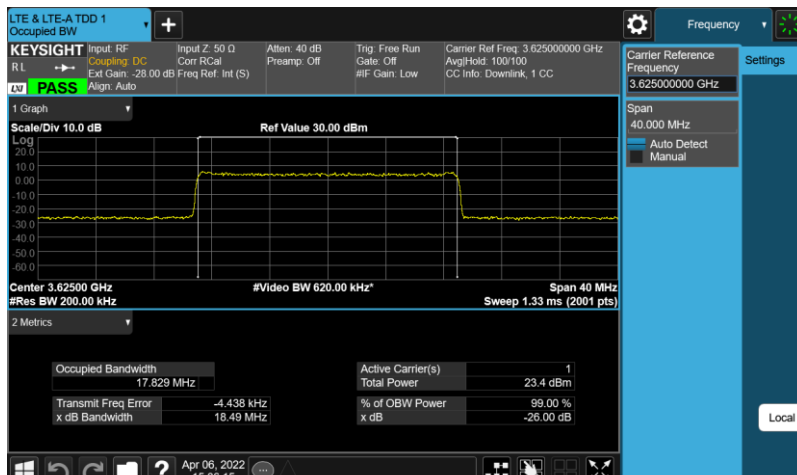 LTE & LTE-A TDD 1
Occupied BW
Frequency
KEYSIGHT
RL
LXI PASS
Input: RF
Coupling: DC
Ext Gain: -28.00 dB
Align: Auto
Input Z: 50 Ω
Corr RCal
Freq Ref: Int (S)
Atten: 40 dB
Preamp: Off
Trig: Free Run
Gate: Off
#IF Gain: Low
Carrier Ref Freq: 3.625000000 GHz
Avg|Hold: 100/100
CC Info: Downlink, 1 CC
Carrier Reference
Frequency
3.625000000 GHz
Settings
Span
40.000 MHz
Auto Detect
Manual
1 Graph
Scale/Div 10.0 dB
Ref Value 30.00 dBm
Log
20.0
10.0
0.00
-10.0
-20.0
-30.0
-40.0
-50.0
-60.0
Center 3.62500 GHz
#Video BW 620.00 kHz*
Span 40 MHz
#Res BW 200.00 kHz
Sweep 1.33 ms (2001 pts)
2 Metrics
Occupied Bandwidth
17.829 MHz
Active Carrier(s) 1
Total Power 23.4 dBm
Transmit Freq Error -4.438 kHz
x dB Bandwidth 18.49 MHz
% of OBW Power 99.00 %
x dB -26.00 dB
Local
?
Apr 06, 2022